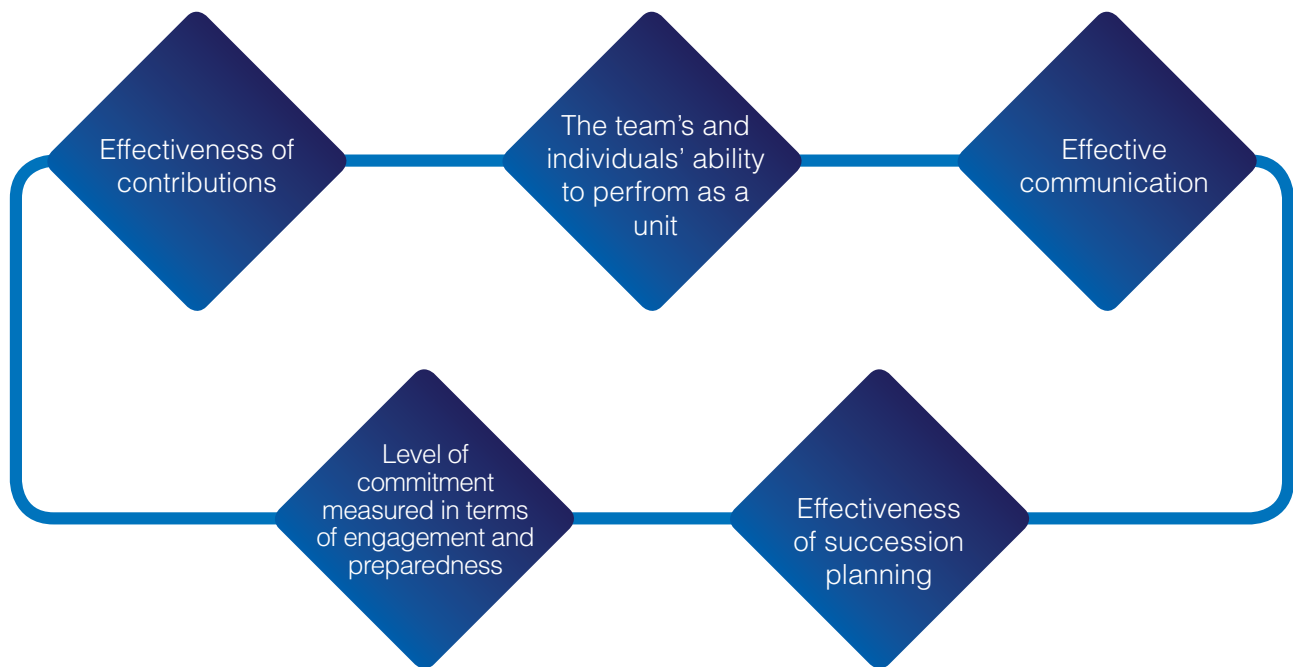 Effectiveness of
contributions
The team’s and
individuals’ ability
to perfrom as a
unit
Effective
communication
Level of
commitment
measured in terms
of engagement and
preparedness
Effectiveness
of succession
planning